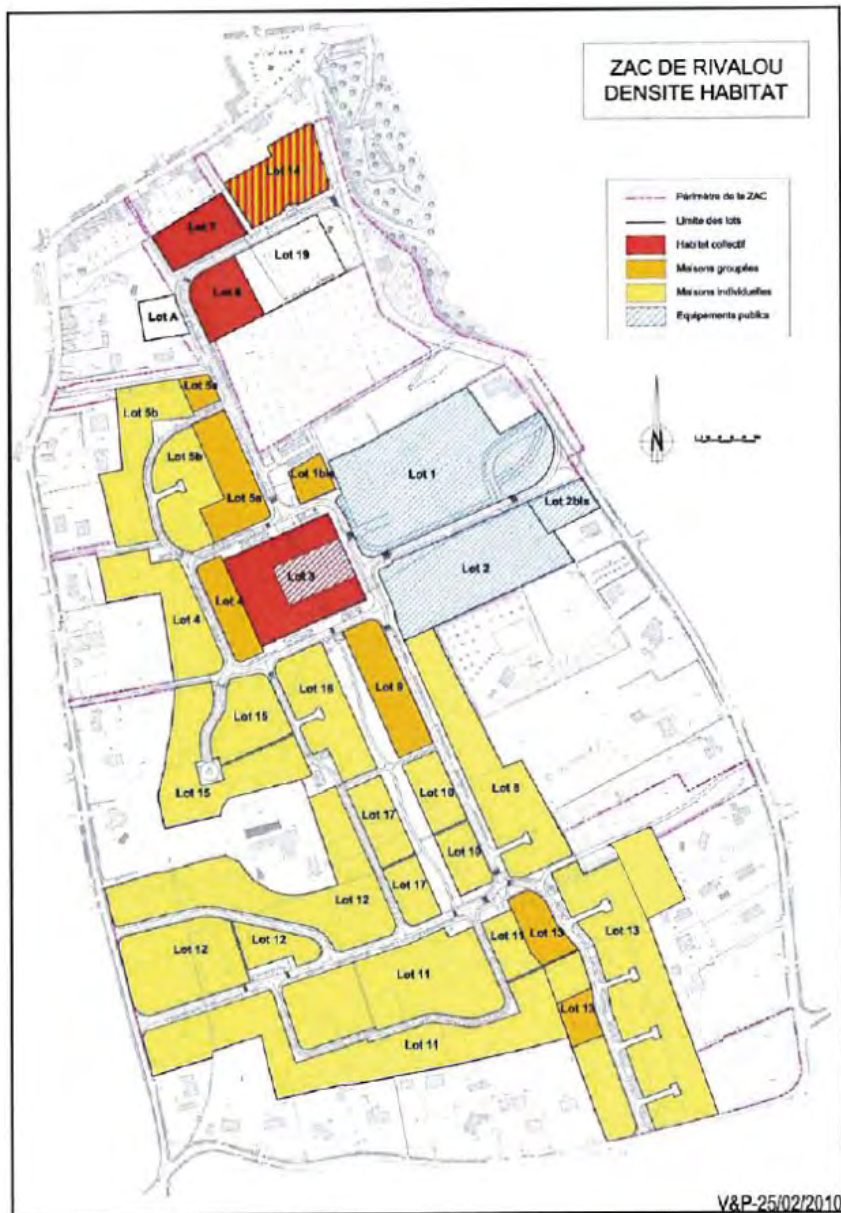 ZAC DE RIVALOU
DENSITE HABITAT
Périmètre de la ZAC
Limite des lots
Habitat collectif
Maisons groupées
Maisons individuelles
Equipements publics
Lot 14
Lot 7
Lot 19
Lot 6
Lot A
Lot 5a
Lot 5b
Lot 5b
Lot 5a
Lot 1bis
Lot 1
Lot 2bis
Lot 2
Lot 3
Lot 4
Lot 4
Lot 9
Lot 16
Lot 15
Lot 15
Lot 8
Lot 10
Lot 17
Lot 10
Lot 17
Lot 12
Lot 12
Lot 12
Lot 11
Lot 13
Lot 13
Lot 11
Lot 13
Lot 11
N
V&P-25/02/2010